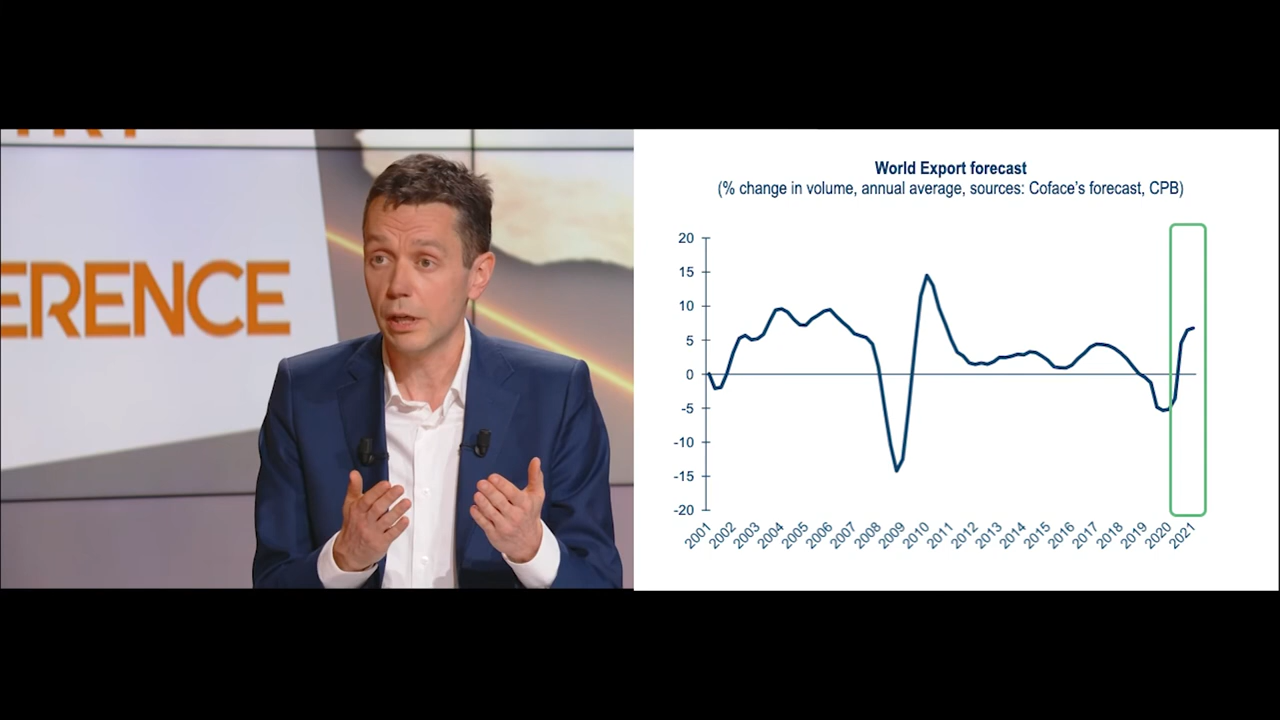 TRY
ERENCE
World Export forecast
(% change in volume, annual average, sources: Coface's forecast, CPB)
20
15
10
5
0
-5
-10
-15
-20
2001 2002 2003 2004 2005 2006 2007 2008 2009 2010 2011 2012 2013 2014 2015 2016 2017 2018 2019 2020 2021